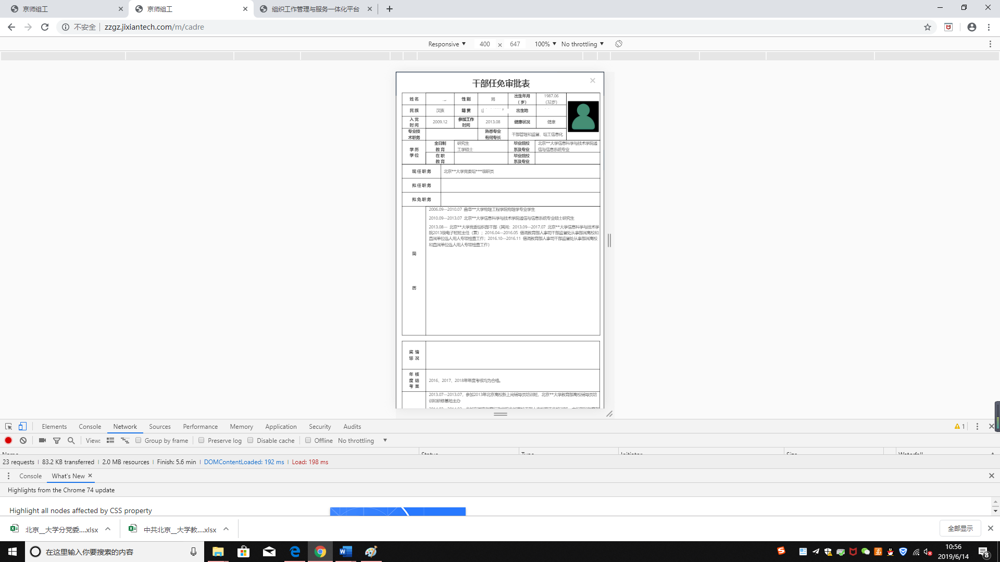 京师组工
京师组工
组织工作管理与服务一体化平台
不安全
zzgz.jixiantech.com/m/cadre
Responsive
400 × 647
100%
No throttling
干部任免审批表
姓 名
性 别
男
出生年月
（岁）
1987.06
（32岁）
民 族
汉族
籍 贯
出生地
入 党
时 间
2009.12
参加工作
时间
2013.08
健康状况
健康
专业技
术职务
熟悉专业
有何专长
干部管理和监督、组工信息化
学 历
学 位
全日制
教 育
研究生
工学硕士
毕业院校
系及专业
北京**大学信息科学与技术学院通
信与信息系统专业
在 职
教 育
毕业院校
系及专业
现 任 职 务
北京**大学党委组***级职员
拟 任 职 务
拟 免 职 务
简
历
2006.09—2010.07 曲阜**大学物理工程学院物理学专业学生
2010.09—2013.07 北京**大学信息科学与技术学院通信与信息系统专业硕士研究生
2013.08— 北京**大学党委组织部干部（其间：2013.09—2017.07 北京**大学信息科学与技术学
院2013级电子班班主任（兼）；2016.04—2016.05 借调教育部人事司干部监督处从事部属高校和
直属单位选人用人专项检查工作；2016.10—2016.11 借调教育部人事司干部监督处从事部属高校
和直属单位选人用人专项检查工作）
奖 情
惩 况
年 核
度 结
考 果
2016、2017、2018年年度考核均为合格。
2013.07—2013.07，参加2013年北京高校新上岗辅导员培训班，北京**大学教育部高校辅导员培
训和研修基地主办
Elements
Console
Network
Sources
Performance
Memory
Application
Security
Audits
1
View:
Group by frame
Preserve log
Disable cache
Offline
No throttling
Name
Status
Type
Initiator
Size
Waterfall
23 requests
83.2 KB transferred
2.0 MB resources
Finish: 5.6 min
DOMContentLoaded: 192 ms
Load: 198 ms
Console
What's New
Highlights from the Chrome 74 update
Highlight all nodes affected by CSS property
北京__大学分党委....xlsx
中共北京__大学教....xlsx
全部显示
在这里输入你要搜索的内容
10:56
2019/6/14
8